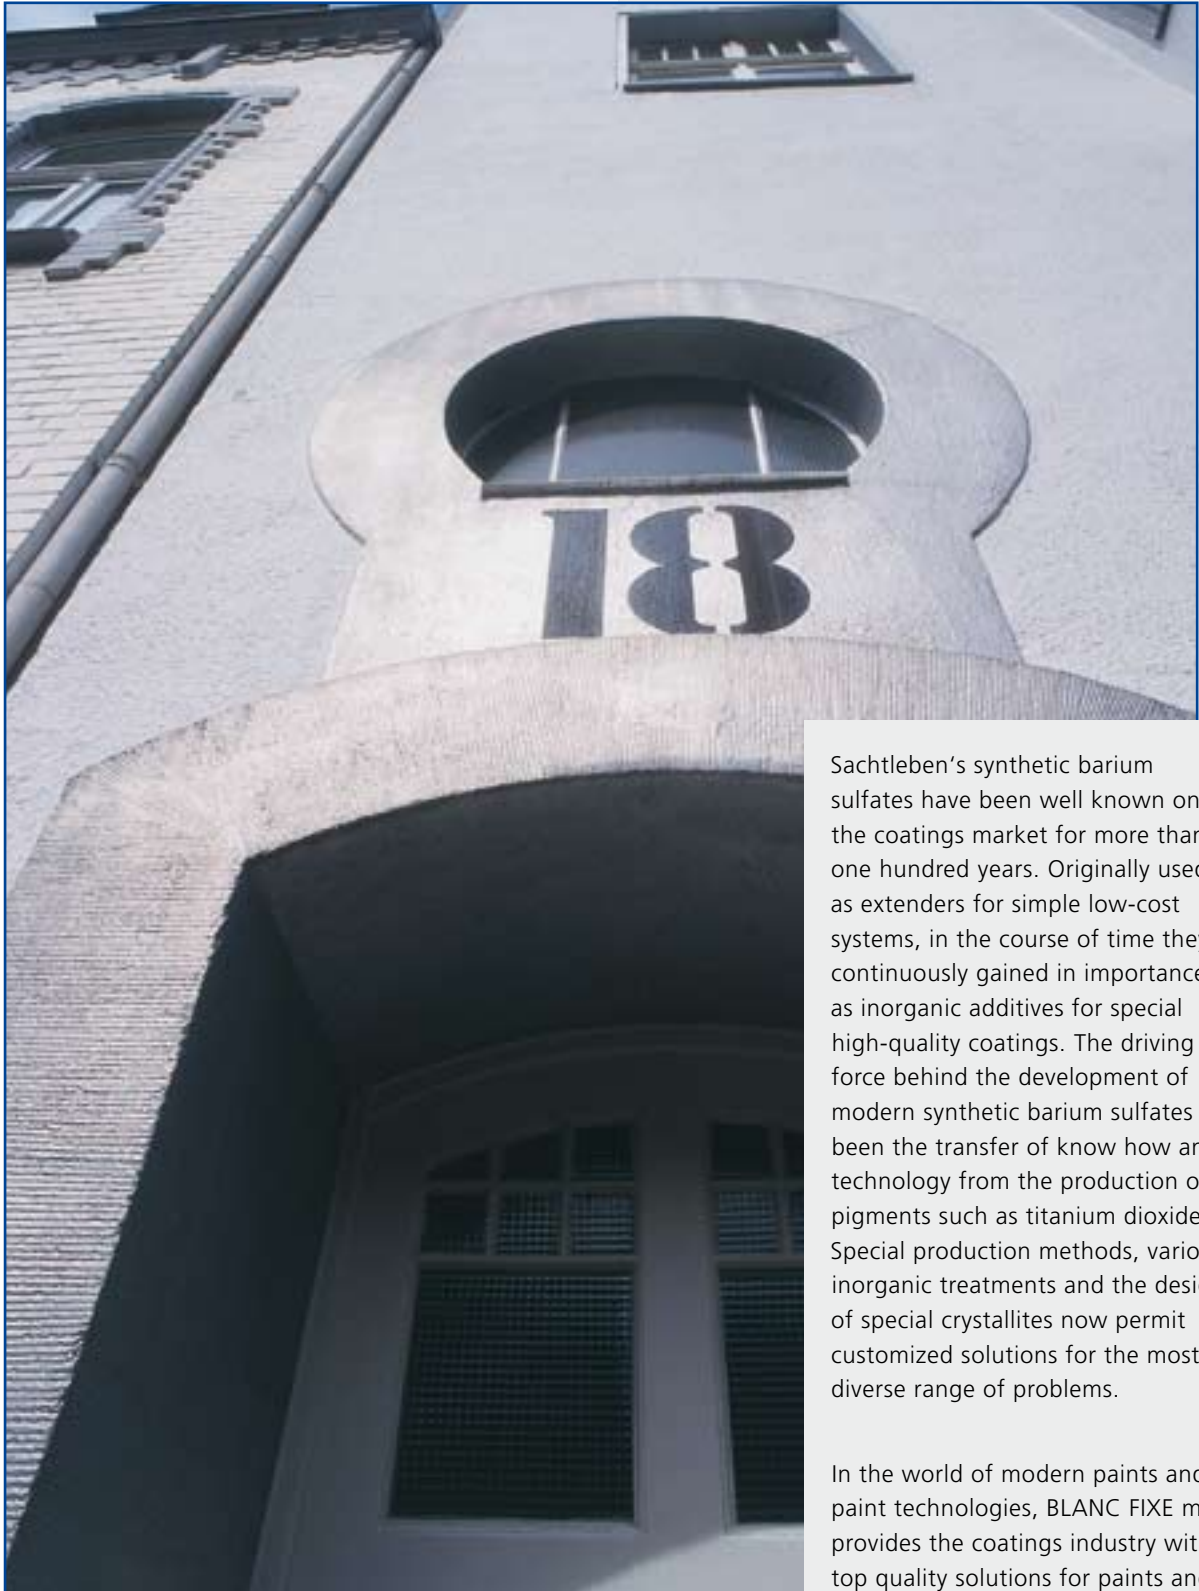 18
Sachtleben's synthetic barium
sulfates have been well known on
the coatings market for more than
one hundred years. Originally used
as extenders for simple low-cost
systems, in the course of time they
continuously gained in importance
as inorganic additives for special
high-quality coatings. The driving
force behind the development of
modern synthetic barium sulfates
been the transfer of know how
technology from the production
pigments such as titanium dioxide
Special production methods,
inorganic treatments and the
of special crystallites now permit
customized solutions for the most
diverse range of problems.
In the world of modern paints and
paint technologies, BLANC FIXE
provides the coatings industry
top quality solutions for paints and